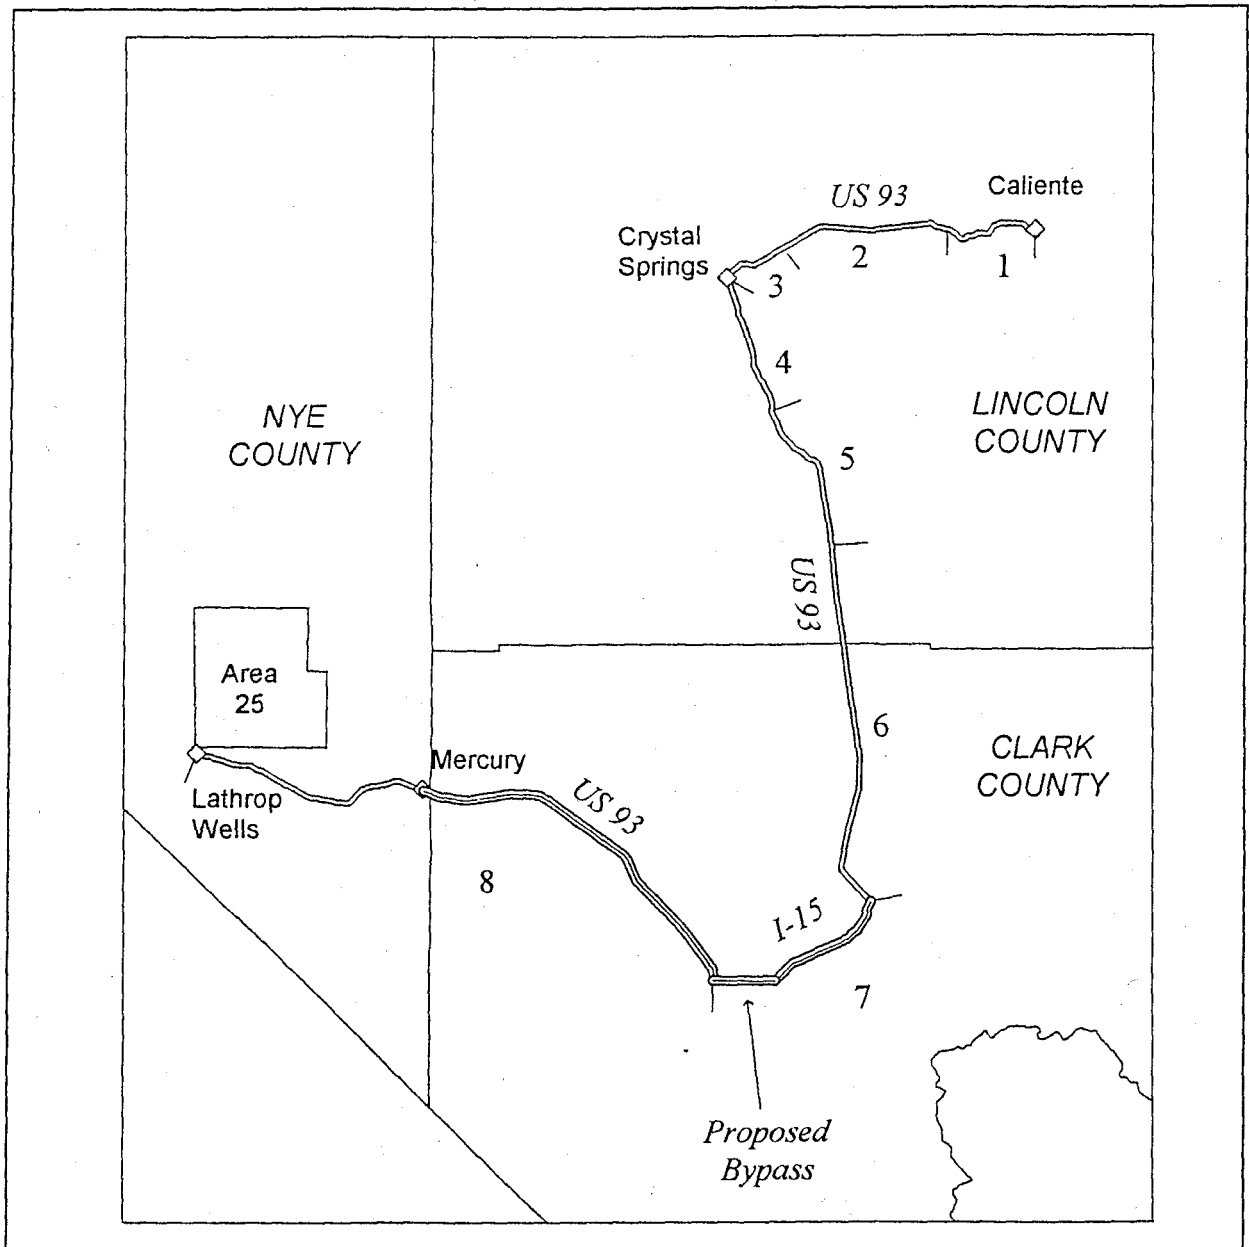 US 93
Caliente
Crystal
Springs
3
2
1
4
NYE
COUNTY
LINCOLN
COUNTY
5
US 93
Area
25
6
CLARK
COUNTY
Mercury
Lathrop
Wells
US 93
8
I-15
7
Proposed
Bypass